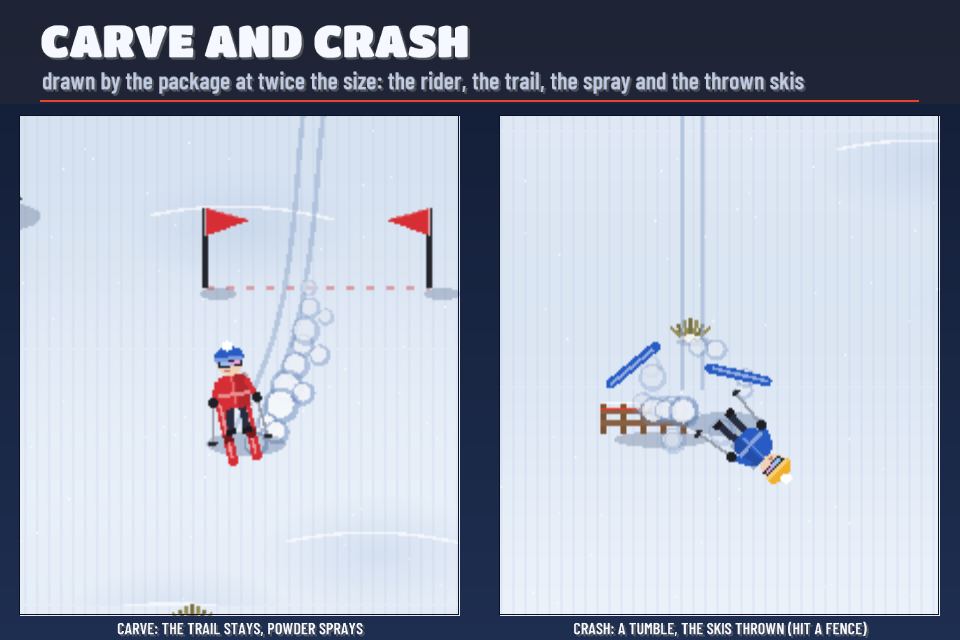 CARVE AND CRASH
drawn by the package at twice the size: the rider, the trail, the spray and the thrown skis
CARVE: THE TRAIL STAYS, POWDER SPRAYS
CRASH: A TUMBLE, THE SKIS THROWN (HIT A FENCE)